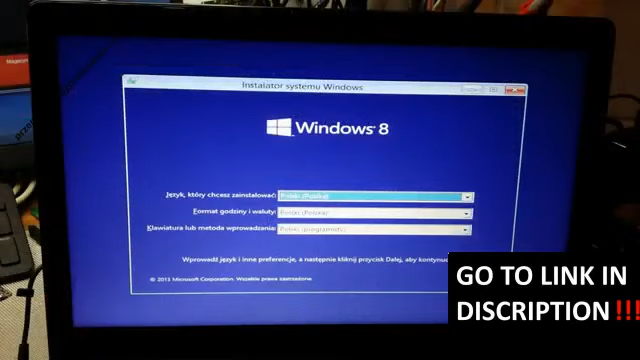 Instalator systemu Windows
Windows 8
Język, który chcesz zainstalować:
Polski (Polska)
Format godziny i waluty:
Polski (Polska)
Klawiatura lub metoda wprowadzania:
Polski (programisty)
Wprowadź język i inne preferencje, a następnie kliknij przycisk Dalej, aby
© 2012 Microsoft Corporation. Wszelkie prawa zastrzeżone.
GO TO LINK IN
DISCRIPTION !!!